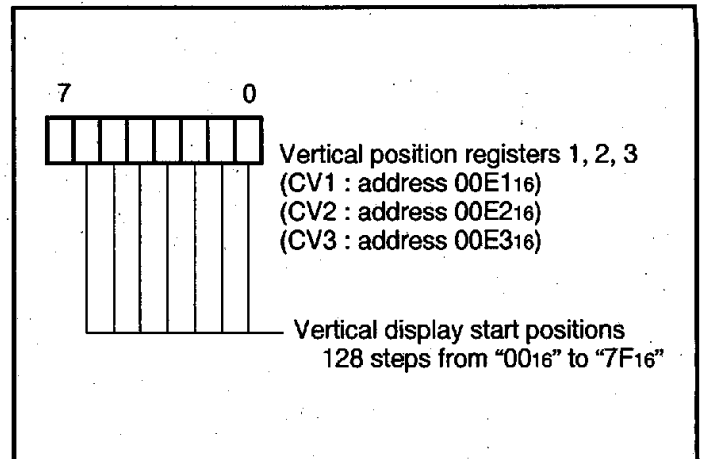 7 0
Vertical position registers 1, 2, 3
(CV1 : address 00E116)
(CV2 : address 00E216)
(CV3 : address 00E316)
Vertical display start positions
128 steps from “0016” to “7F16”